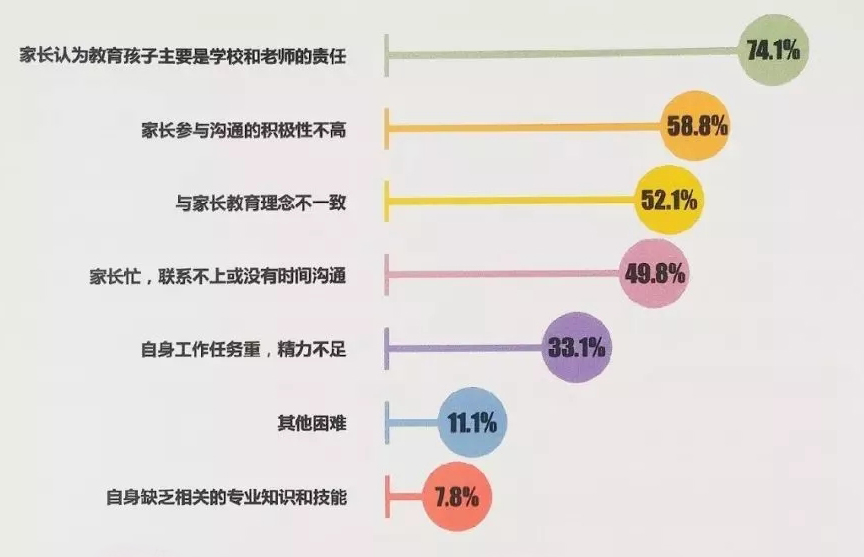 家长认为教育孩子主要是学校和老师的责任 74.1%
家长参与沟通的积极性不高 58.8%
与家长教育理念不一致 52.1%
家长忙，联系不上或没有时间沟通 49.8%
自身工作任务重，精力不足 33.1%
其他困难 11.1%
自身缺乏相关的专业知识和技能 7.8%